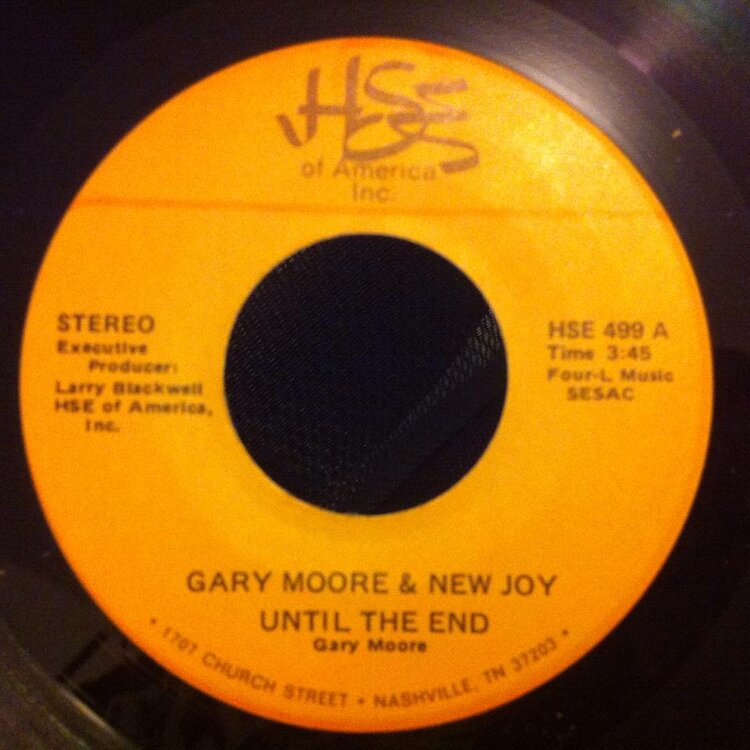 HSE
of America
Inc.
STEREO
Executive
Producer:
Larry Blackwell
HSE of America,
Inc.
HSE 499 A
Time 3:45
Four-L Music
SESAC
GARY MOORE & NEW JOY
UNTIL THE END
Gary Moore
• 1707 CHURCH STREET • NASHVILLE, TN 37203 •